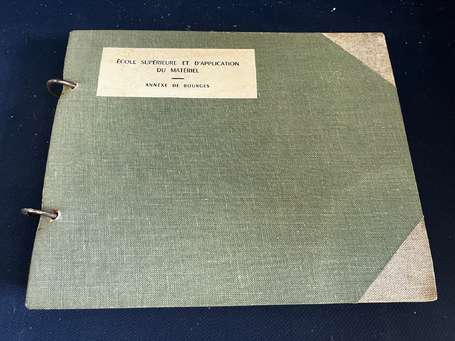 ÉCOLE SUPÉRIEURE ET D'APPLICATION
DU MATÉRIEL
ANNEXE DE BOURGES